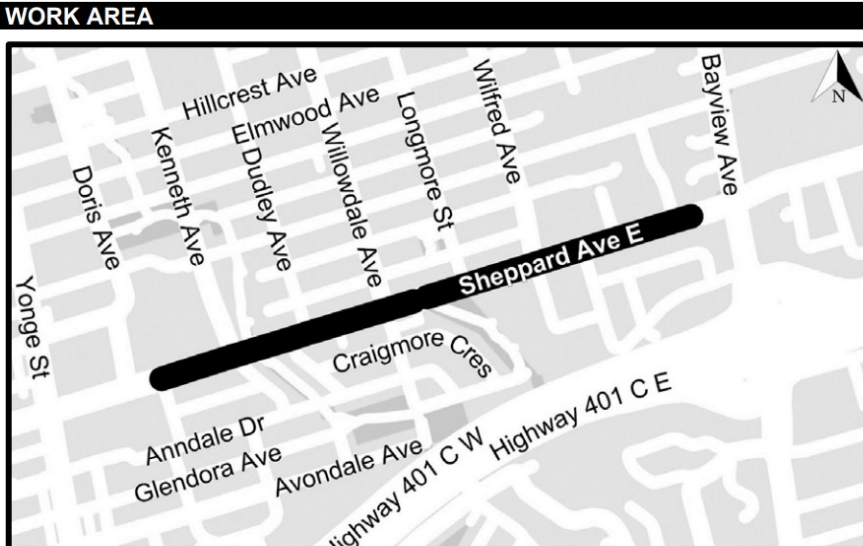 WORK AREA
Hillcrest Ave
Elmwood Ave
Kenneth Ave
Doris Ave
E Dudley Ave
Willowdale Ave
Longmore St
Wilfred Ave
Bayview Ave
N
Yonge St
Sheppard Ave E
Craigmore Cres
Anndale Dr
Glendora Ave
Avondale Ave
Highway 401 C W
Highway 401 C E